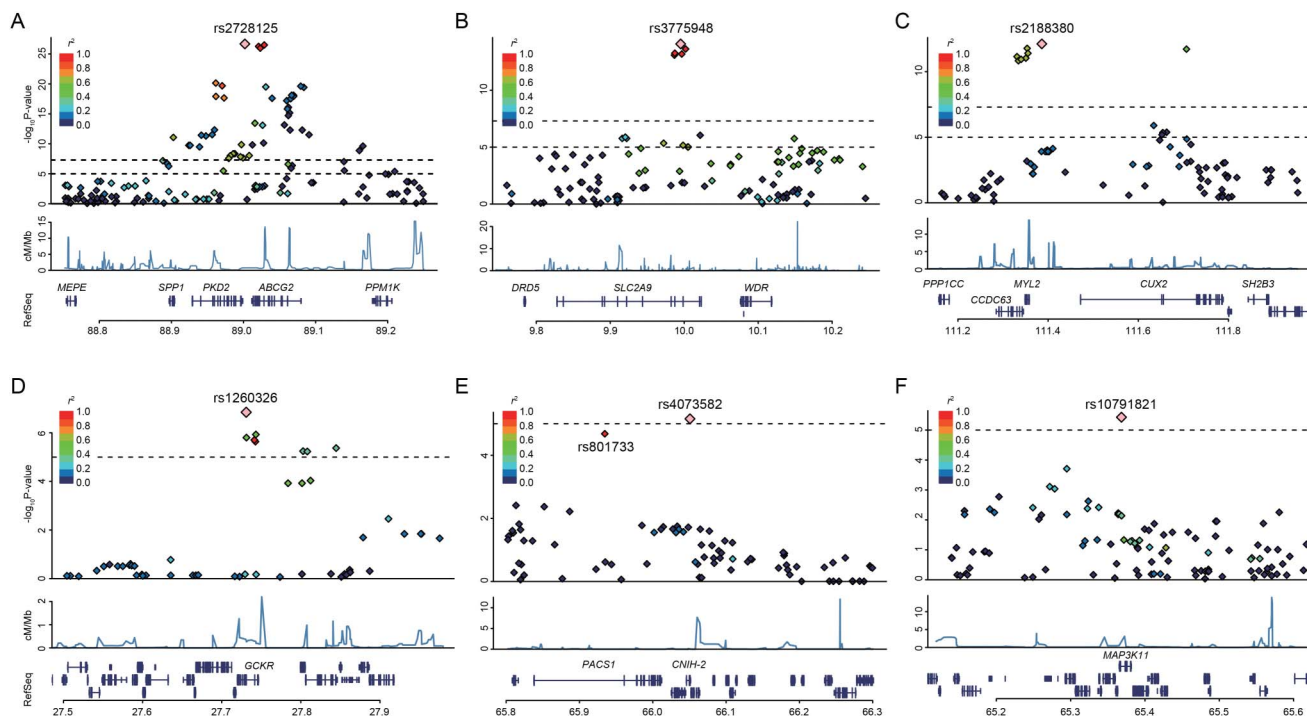 A
rs2728125
r²
1.0
0.8
0.6
0.4
0.2
0.0
25
20
15
10
5
0
-log₁₀P-value
15
10
5
0
cM/Mb
MEPE
SPP1
PKD2
ABCG2
PPM1K
RefSeq
88.8 88.9 89.0 89.1 89.2
B
rs3775948
r²
1.0
0.8
0.6
0.4
0.2
0.0
10
5
0
20
10
0
DRD5
SLC2A9
WDR
9.8 9.9 10.0 10.1 10.2
C
rs2188380
r²
1.0
0.8
0.6
0.4
0.2
0.0
10
5
0
10
5
0
PPP1CC
CCDC63
MYL2
CUX2
SH2B3
111.2 111.4 111.6 111.8
D
rs1260326
r²
1.0
0.8
0.6
0.4
0.2
0.0
6
4
2
0
-log₁₀P-value
2
1
0
cM/Mb
GCKR
RefSeq
27.5 27.6 27.7 27.8 27.9
E
rs4073582
rs801733
r²
1.0
0.8
0.6
0.4
0.2
0.0
4
2
0
10
5
0
PACS1
CNIH-2
65.8 65.9 66.0 66.1 66.2 66.3
F
rs10791821
r²
1.0
0.8
0.6
0.4
0.2
0.0
5
4
3
2
1
0
10
5
0
MAP3K11
65.2 65.3 65.4 65.5 65.6